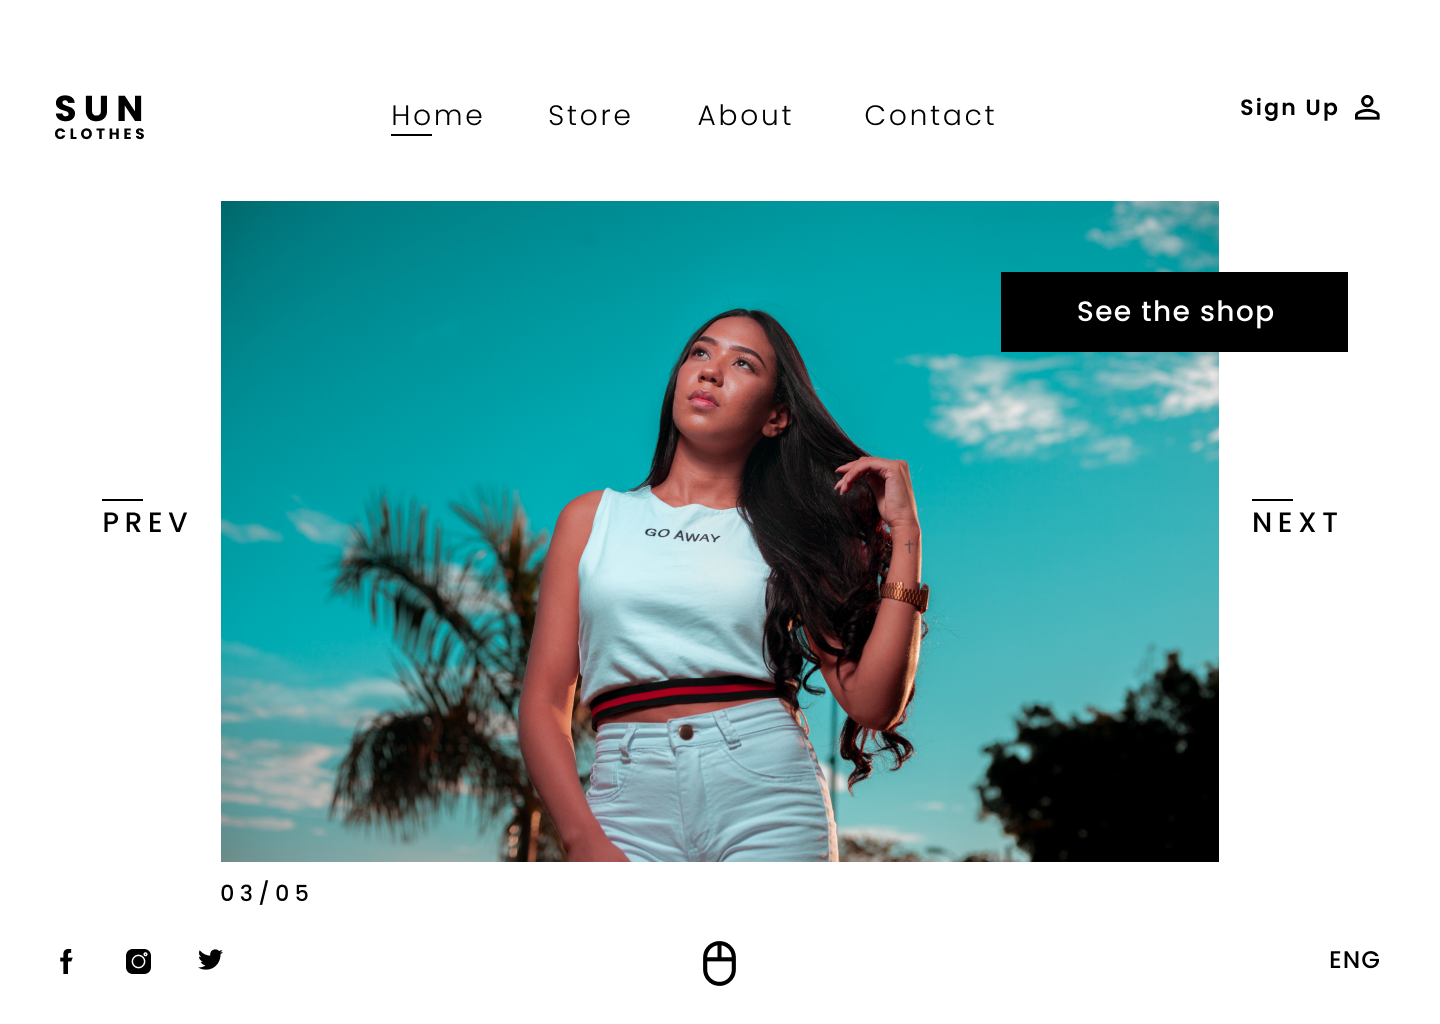 SUN
CLOTHES
Home
Store
About
Contact
Sign Up
See the shop
GO AWAY
PREV
NEXT
03/05
ENG